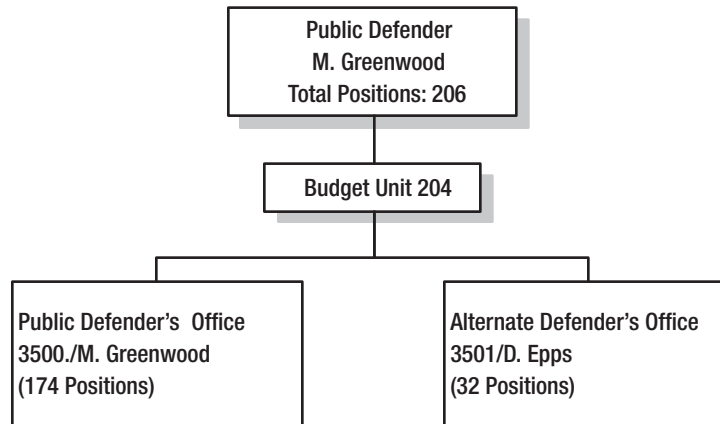 Public Defender
M. Greenwood
Total Positions: 206
Budget Unit 204
Public Defender’s Office
3500./M. Greenwood
(174 Positions)
Alternate Defender’s Office
3501/D. Epps
(32 Positions)